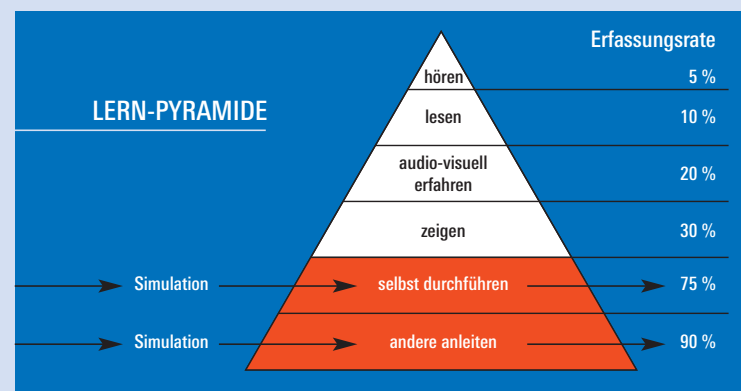 Erfassungsrate
hören 5 %
LERN-PYRAMIDE
lesen 10 %
audio-visuell
erfahren
20 %
zeigen 30 %
Simulation selbst durchführen 75 %
Simulation andere anleiten 90 %